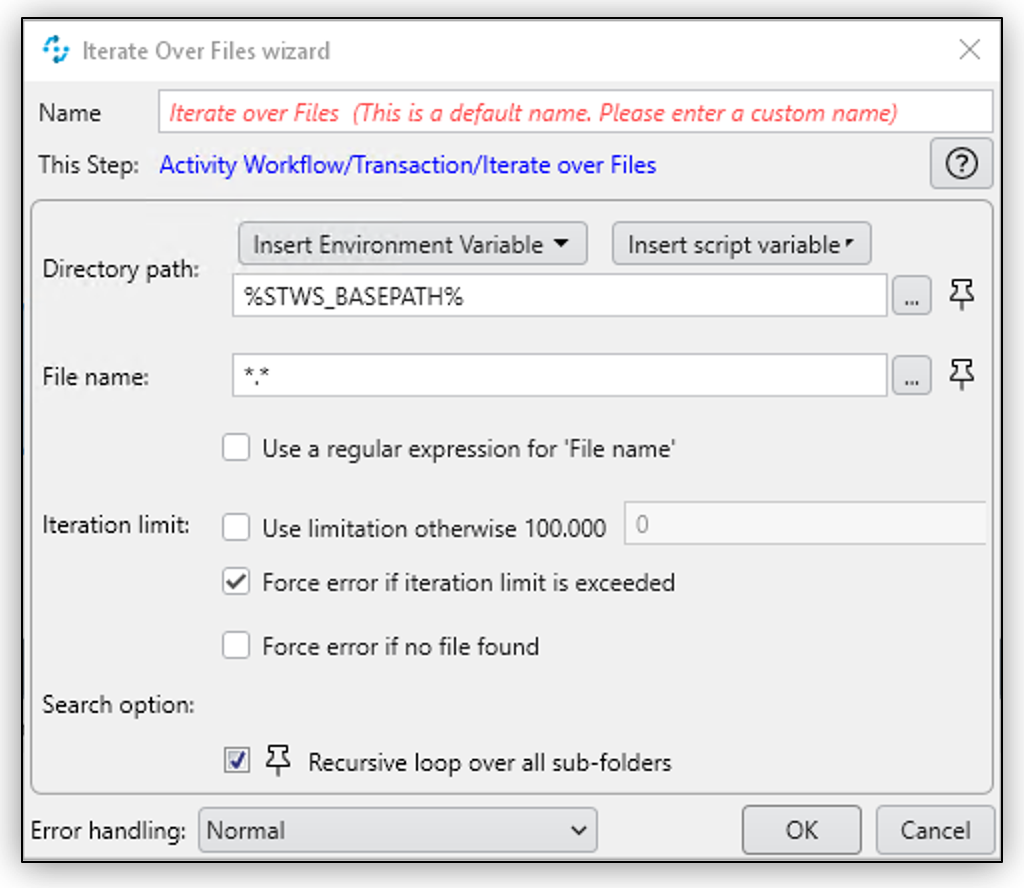 Iterate Over Files wizard
Name
Iterate over Files (This is a default name. Please enter a custom name)
This Step: Activity Workflow/Transaction/Iterate over Files
?
Insert Environment Variable
Insert script variable
Directory path:
%STWS_BASEPATH%
...
File name:
*.*
...
Use a regular expression for 'File name'
Iteration limit:
Use limitation otherwise 100.000
0
Force error if iteration limit is exceeded
Force error if no file found
Search option:
Recursive loop over all sub-folders
Error handling:
Normal
OK
Cancel